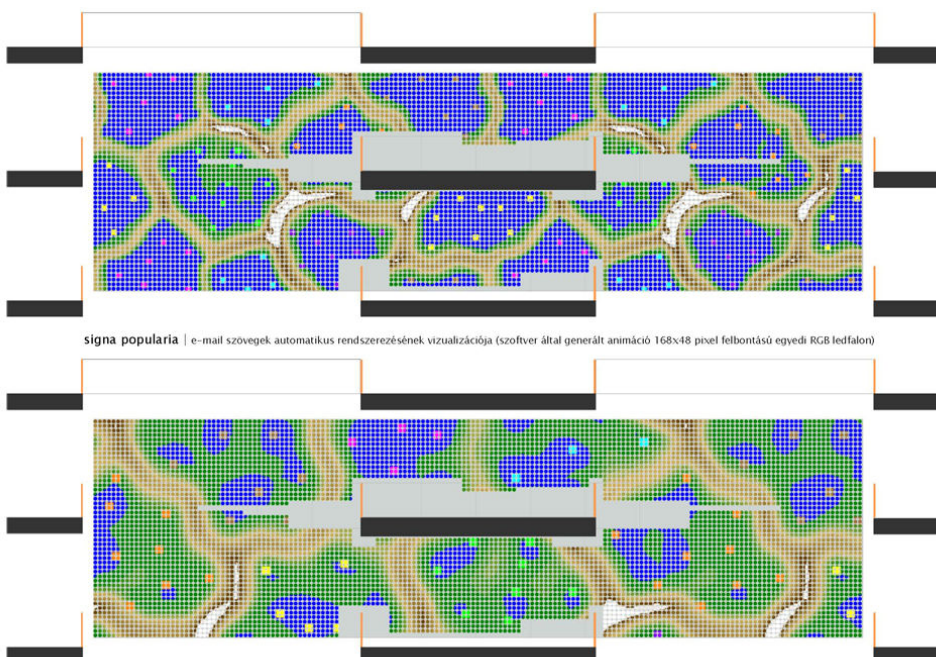 signa popularia | e-mail szövegek automatikus rendszerezésének vizualizációja (szoftver által generált animáció 168x48 pixel felbontású egyedi RGB ledfalon)